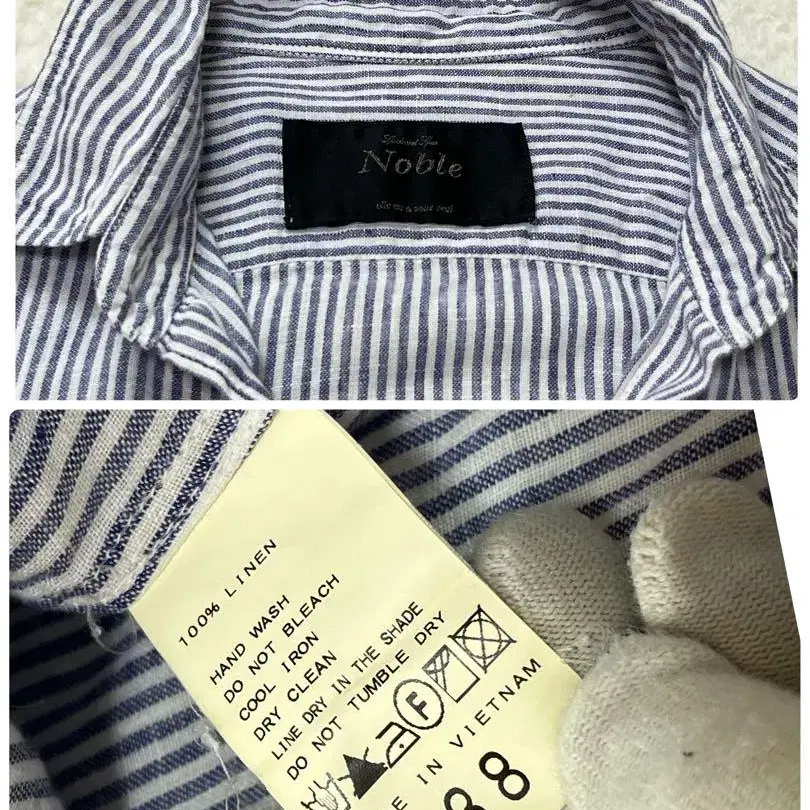 Noble
100% LINEN
HAND WASH
DO NOT BLEACH
COOL IRON
DRY CLEAN
LINE DRY IN THE SHADE
DO NOT TUMBLE DRY
F
E IN VIETNAM
88